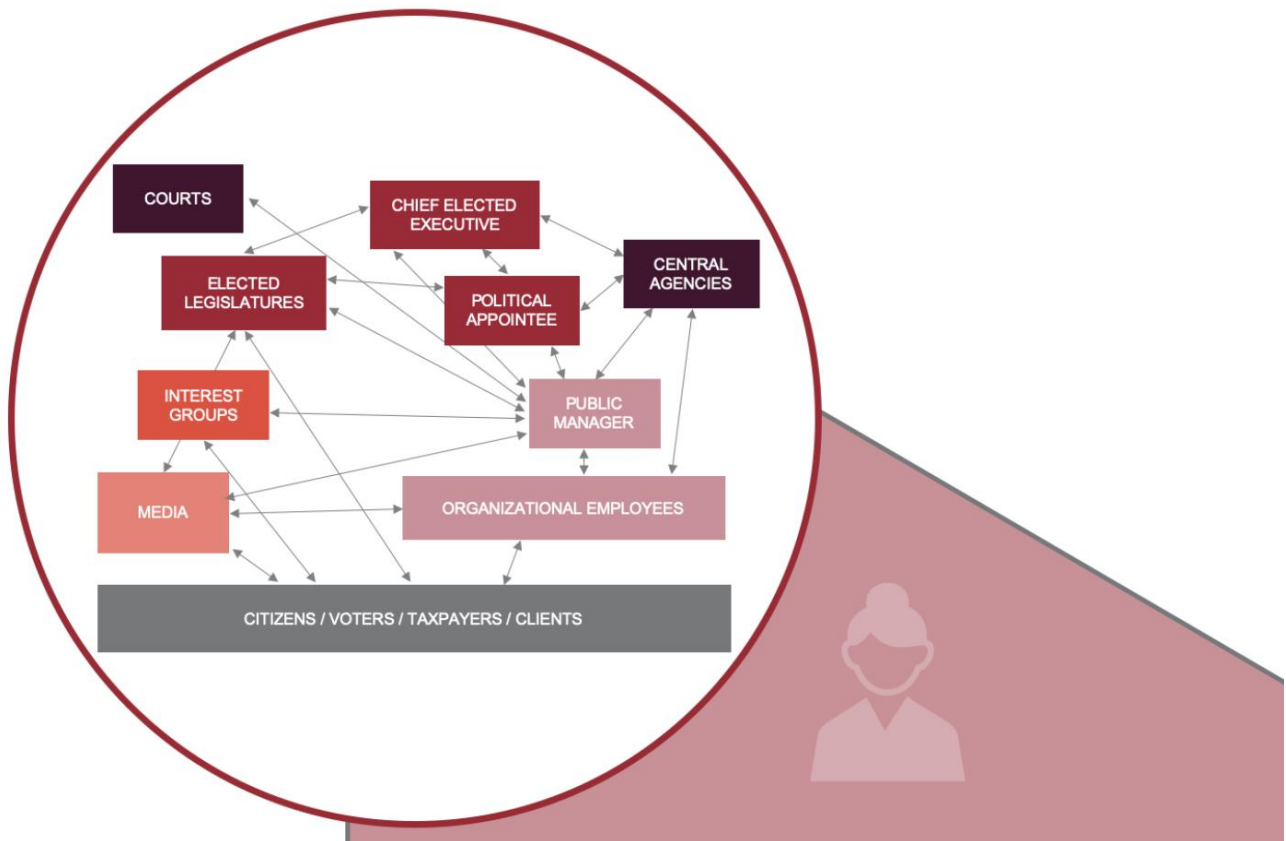 COURTS
CHIEF ELECTED
EXECUTIVE
CENTRAL
AGENCIES
ELECTED
LEGISLATURES
POLITICAL
APPOINTEE
INTEREST
GROUPS
PUBLIC
MANAGER
MEDIA
ORGANIZATIONAL EMPLOYEES
CITIZENS / VOTERS / TAXPAYERS / CLIENTS